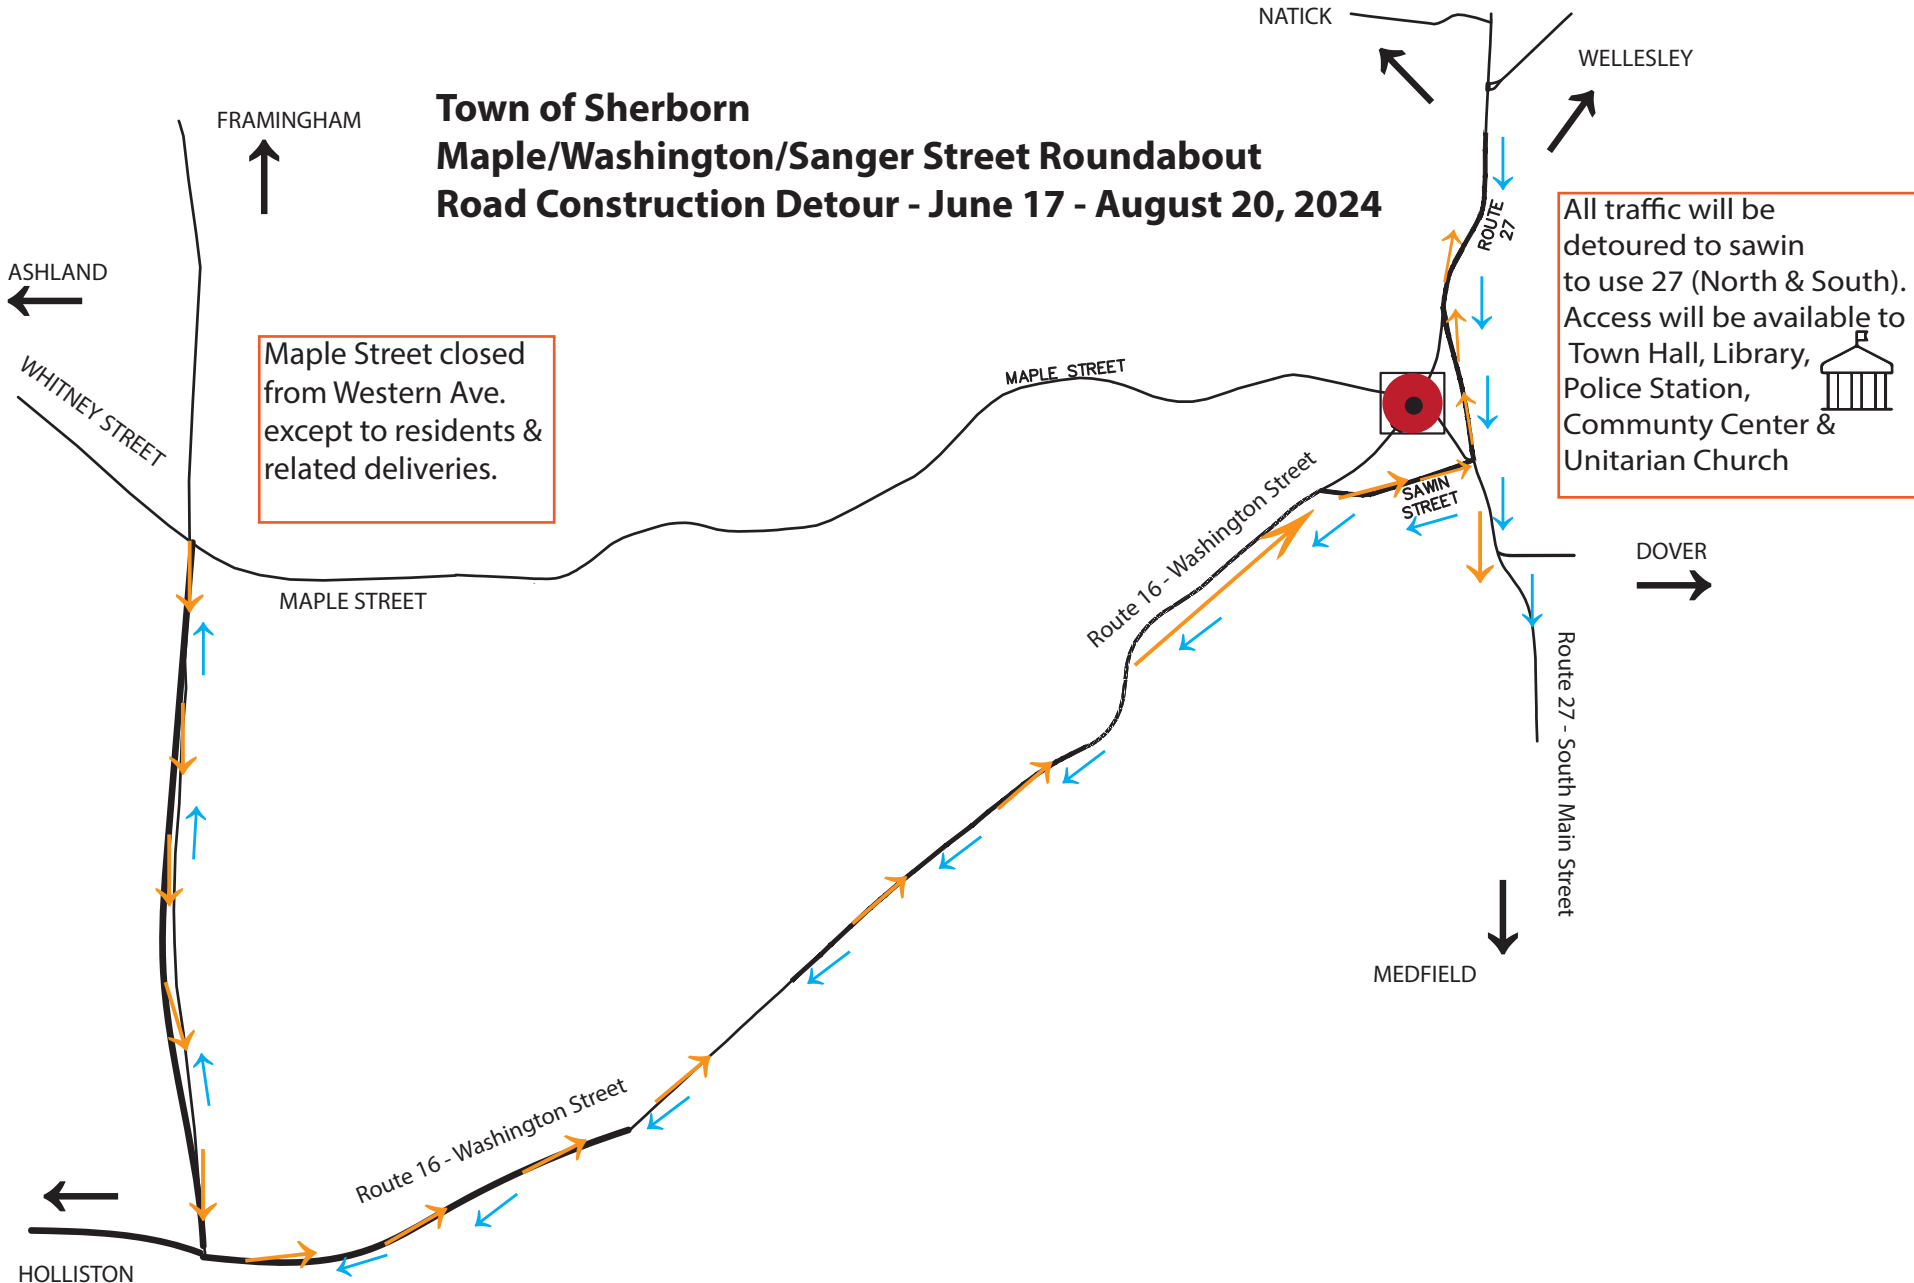 NATICK
WELLESLEY
FRAMINGHAM
Town of Sherborn
Maple/Washington/Sanger Street Roundabout
Road Construction Detour - June 17 - August 20, 2024
ROUTE
27
All traffic will be
detoured to sawin
to use 27 (North & South).
Access will be available to
Town Hall, Library,
Police Station,
Communty Center &
Unitarian Church
ASHLAND
WHITNEY STREET
Maple Street closed
from Western Ave.
except to residents &
related deliveries.
MAPLE STREET
SAWIN
STREET
Route 16 - Washington Street
DOVER
MAPLE STREET
Route 27 - South Main Street
MEDFIELD
Route 16 - Washington Street
HOLLISTON